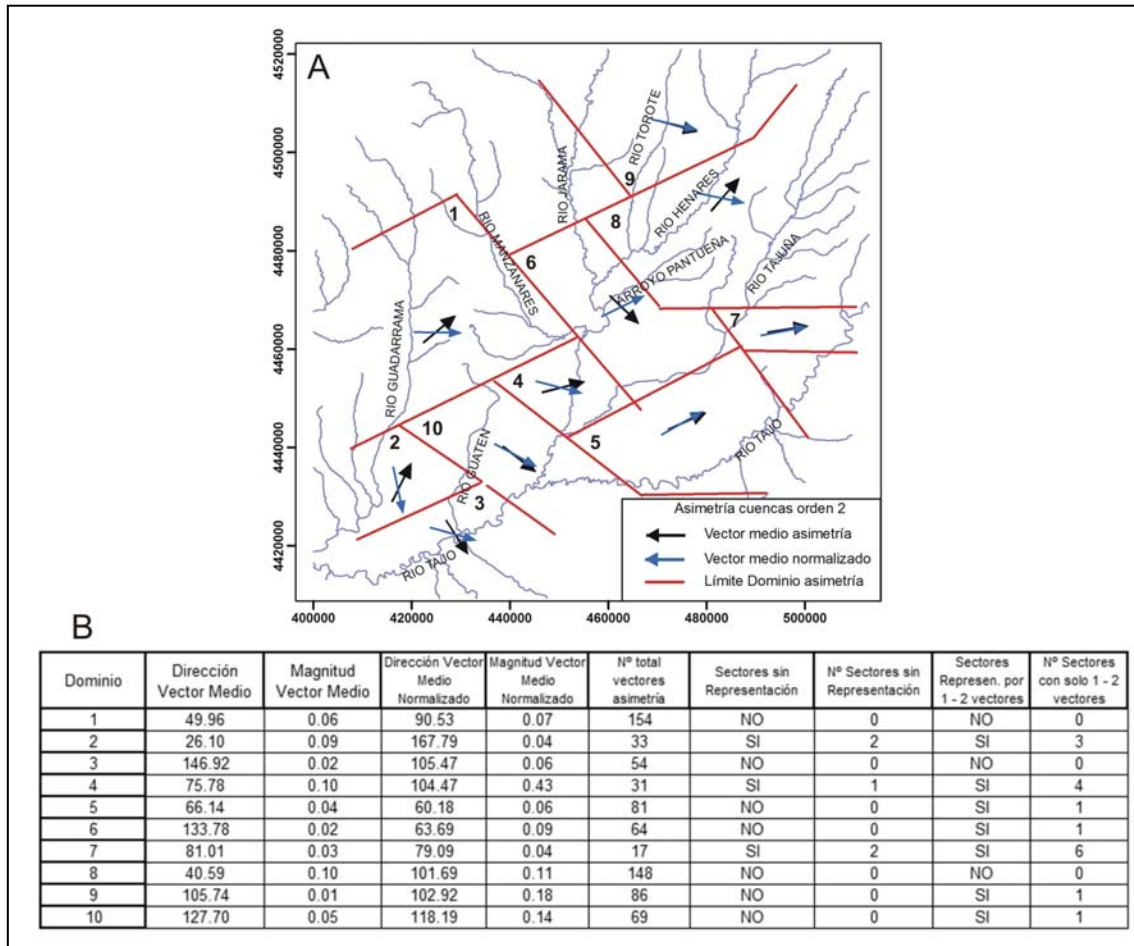 A
4520000
4500000
4480000
4460000
4440000
4420000
400000 420000 440000 460000 480000 500000
RIO TOROTE
RIO JARAMA
9
1
8
RIO HENARES
RIO MANZANARES
6
ARROYO PANTUEÑA
RIO TAJUÑA
7
RIO GUADARRAMA
4
10
2
5
RIO GUATEN
RIO TAJO
3
RIO TAJO
Asimetría cuencas orden 2
Vector medio asimetría
Vector medio normalizado
Límite Dominio asimetría
B
Dominio | Dirección Vector Medio | Magnitud Vector Medio | Dirección Vector Medio Normalizado | Magnitud Vector Medio Normalizado | Nº total vectores asimetría | Sectores sin Representación | Nº Sectores sin Representación | Sectores Represen. por 1 - 2 vectores | Nº Sectores con solo 1 - 2 vectores
1 | 49.96 | 0.06 | 90.53 | 0.07 | 154 | NO | 0 | NO | 0
2 | 26.10 | 0.09 | 167.79 | 0.04 | 33 | SI | 2 | SI | 3
3 | 146.92 | 0.02 | 105.47 | 0.06 | 54 | NO | 0 | NO | 0
4 | 75.78 | 0.10 | 104.47 | 0.43 | 31 | SI | 1 | SI | 4
5 | 66.14 | 0.04 | 60.18 | 0.06 | 81 | NO | 0 | SI | 1
6 | 133.78 | 0.02 | 63.69 | 0.09 | 64 | NO | 0 | SI | 1
7 | 81.01 | 0.03 | 79.09 | 0.04 | 17 | SI | 2 | SI | 6
8 | 40.59 | 0.10 | 101.69 | 0.11 | 148 | NO | 0 | NO | 0
9 | 105.74 | 0.01 | 102.92 | 0.18 | 86 | NO | 0 | SI | 1
10 | 127.70 | 0.05 | 118.19 | 0.14 | 69 | NO | 0 | SI | 1